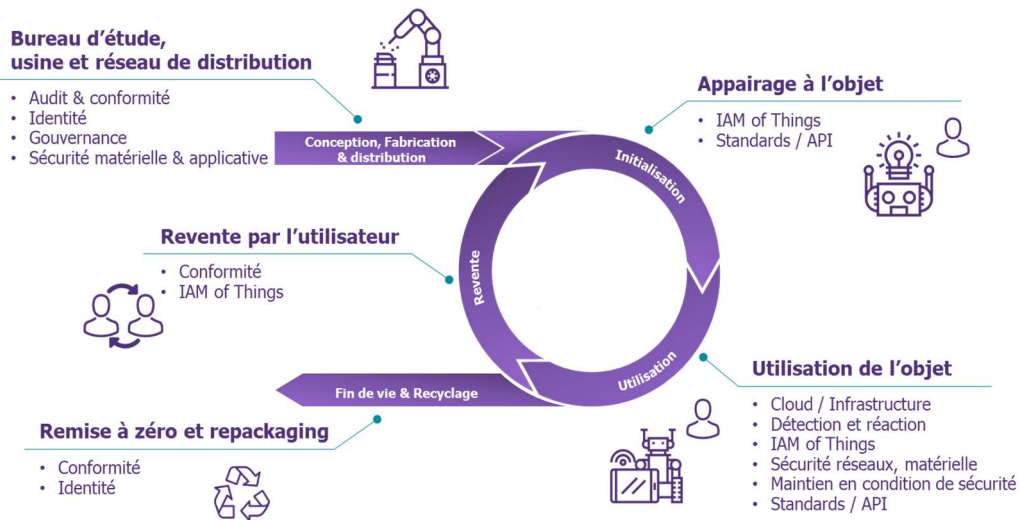 Bureau d'étude,
usine et réseau de distribution
• Audit & conformité
• Identité
• Gouvernance
• Sécurité matérielle & applicative
Conception, Fabrication
& distribution
Initialisation
Appairage à l'objet
• IAM of Things
• Standards / API
Revente par l'utilisateur
• Conformité
• IAM of Things
Revente
Utilisation
Utilisation de l'objet
• Cloud / Infrastructure
• Détection et réaction
• IAM of Things
• Sécurité réseaux, matérielle
• Maintien en condition de sécurité
• Standards / API
Fin de vie & Recyclage
Remise à zéro et repackaging
• Conformité
• Identité